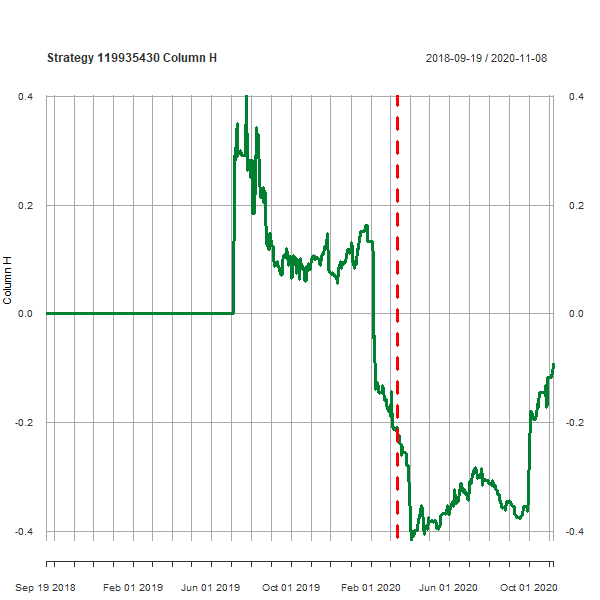 Strategy 119935430 Column H 2018-09-19 / 2020-11-08
0.4 0.4
0.2 0.2
Column H
0.0 0.0
-0.2 -0.2
-0.4 -0.4
Sep 19 2018 Feb 01 2019 Jun 01 2019 Oct 01 2019 Feb 01 2020 Jun 01 2020 Oct 01 2020